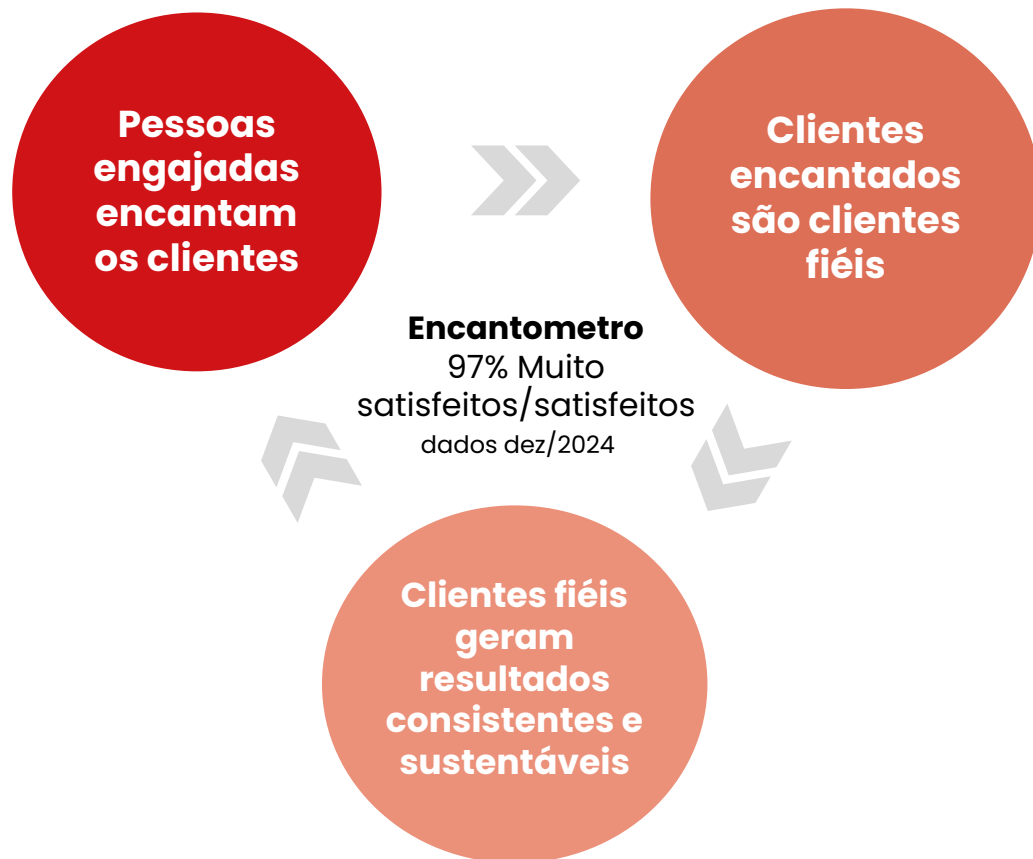 Pessoas
engajadas
encantam
os clientes
Clientes
encantados
são clientes
fiéis
Encantometro
97% Muito
satisfeitos/satisfeitos
dados dez/2024
Clientes fiéis
geram
resultados
consistentes e
sustentáveis